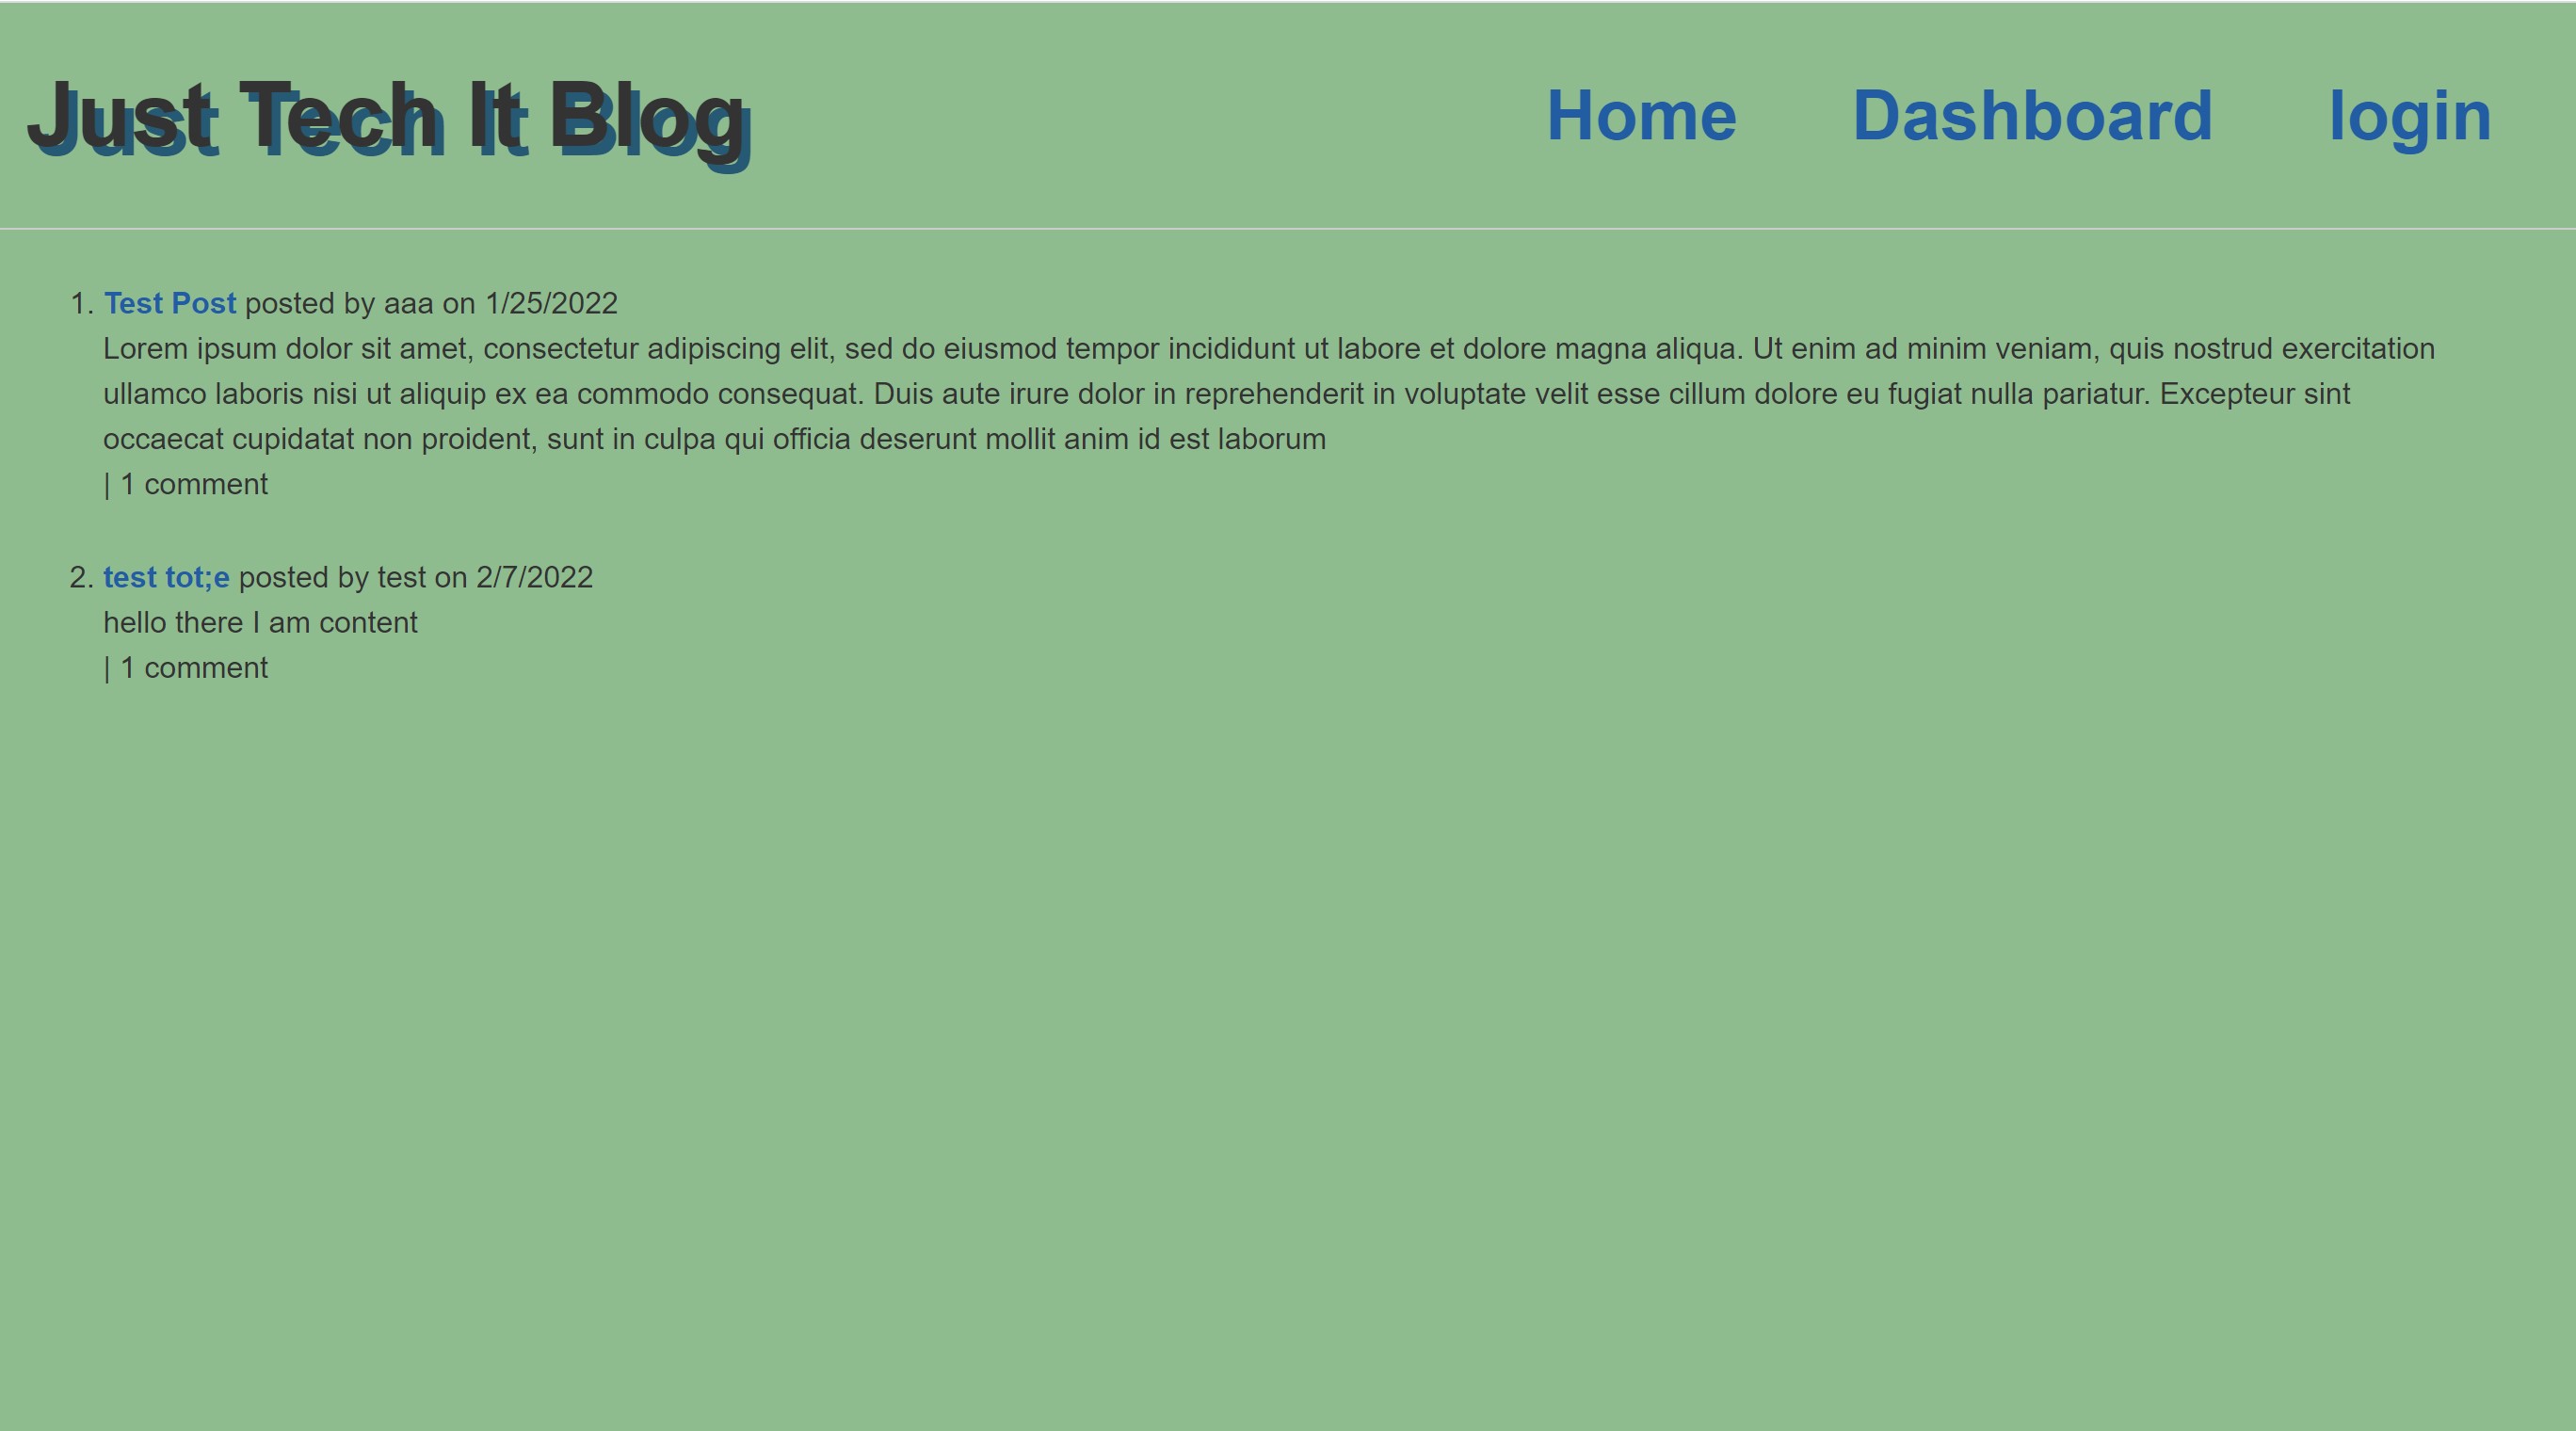 Just Tech It Blog
Home Dashboard login
1. Test Post posted by aaa on 1/25/2022
Lorem ipsum dolor sit amet, consectetur adipiscing elit, sed do eiusmod tempor incididunt ut labore et dolore magna aliqua. Ut enim ad minim veniam, quis nostrud exercitation
ullamco laboris nisi ut aliquip ex ea commodo consequat. Duis aute irure dolor in reprehenderit in voluptate velit esse cillum dolore eu fugiat nulla pariatur. Excepteur sint
occaecat cupidatat non proident, sunt in culpa qui officia deserunt mollit anim id est laborum
| 1 comment
2. test tot;e posted by test on 2/7/2022
hello there I am content
| 1 comment